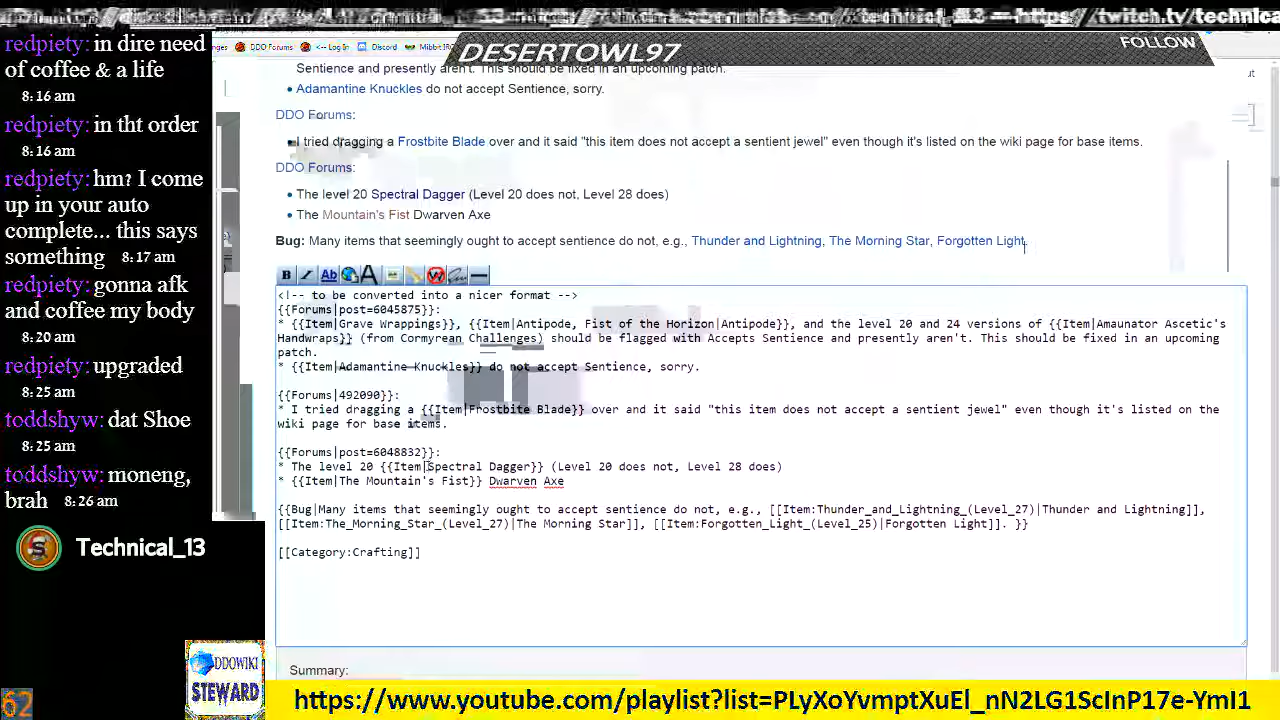 https://twitch.tv/technica
DESERTOWL97
FOLLOW
DDO Forums
<-- Log In
Discord
redpiety: in dire need
of coffee & a life
8:16 am
redpiety: in tht order
8:16 am
redpiety: hm? I come
up in your auto
complete... this says
something
8:17 am
redpiety: gonna afk
and coffee my body
8:20 am
redpiety: upgraded
8:25 am
toddshyw: dat Shoe
8:25 am
toddshyw: moneng,
brah
8:26 am
Technical_13
DDOWIKI
STEWARD
Sentience and presently aren't. This should be fixed in an upcoming patch.
• Adamantine Knuckles do not accept Sentience, sorry.
DDO Forums:
I tried dragging a Frostbite Blade over and it said "this item does not accept a sentient jewel" even though it's listed on the wiki page for base items.
DDO Forums:
• The level 20 Spectral Dagger (Level 20 does not, Level 28 does)
• The Mountain's Fist Dwarven Axe
Bug: Many items that seemingly ought to accept sentience do not, e.g., Thunder and Lightning, The Morning Star, Forgotten Light.
<!-- to be converted into a nicer format -->
{{Forums|post=6045875}}:
* {{Item|Grave Wrappings}}, {{Item|Antipode, Fist of the Horizon|Antipode}}, and the level 20 and 24 versions of {{Item|Amaunator Ascetic's
Handwraps}} (from Cormyrean Challenges) should be flagged with Accepts Sentience and presently aren't. This should be fixed in an upcoming
patch.
* {{Item|Adamantine Knuckles}} do not accept Sentience, sorry.
{{Forums|492090}}:
* I tried dragging a {{Item|Frostbite Blade}} over and it said "this item does not accept a sentient jewel" even though it's listed on the
wiki page for base items.
{{Forums|post=6048832}}:
* The level 20 {{Item|Spectral Dagger}} (Level 20 does not, Level 28 does)
* {{Item|The Mountain's Fist}} Dwarven Axe
{{Bug|Many items that seemingly ought to accept sentience do not, e.g., [[Item:Thunder_and_Lightning_(Level_27)|Thunder and Lightning]],
[[Item:The_Morning_Star_(Level_27)|The Morning Star]], [[Item:Forgotten_Light_(Level_25)|Forgotten Light]]. }}
[[Category:Crafting]]
Summary:
https://www.youtube.com/playlist?list=PLyXoYvmptXuEl_nN2LG1ScInP17e-YmI1